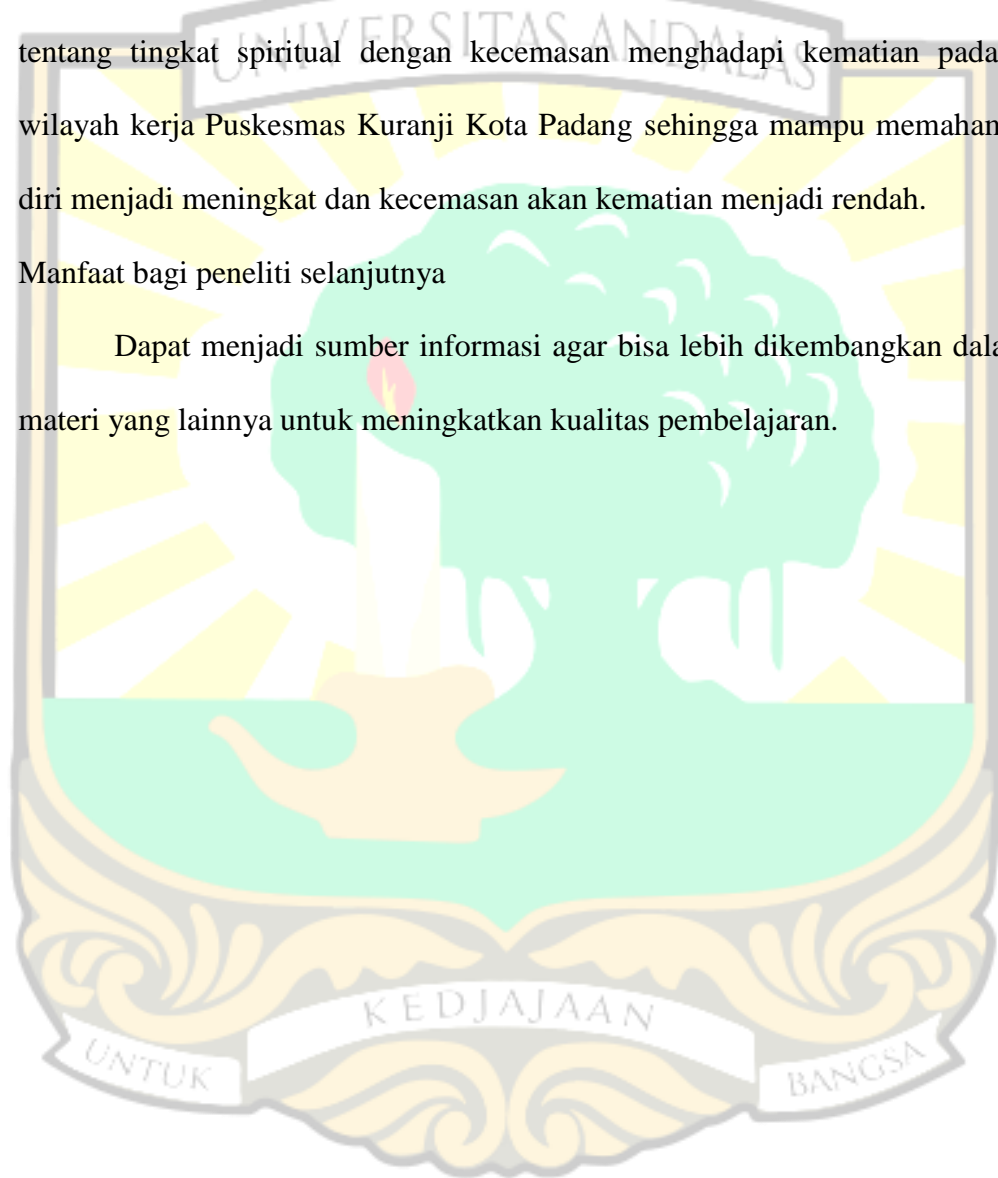 UNIVERSITAS ANDALAS
tentang tingkat spiritual dengan kecemasan menghadapi kematian pada
wilayah kerja Puskesmas Kuranji Kota Padang sehingga mampu memahan
diri menjadi meningkat dan kecemasan akan kematian menjadi rendah.
Manfaat bagi peneliti selanjutnya
Dapat menjadi sumber informasi agar bisa lebih dikembangkan dala
materi yang lainnya untuk meningkatkan kualitas pembelajaran.
UNTUK KEDJAJAAN BANGSA